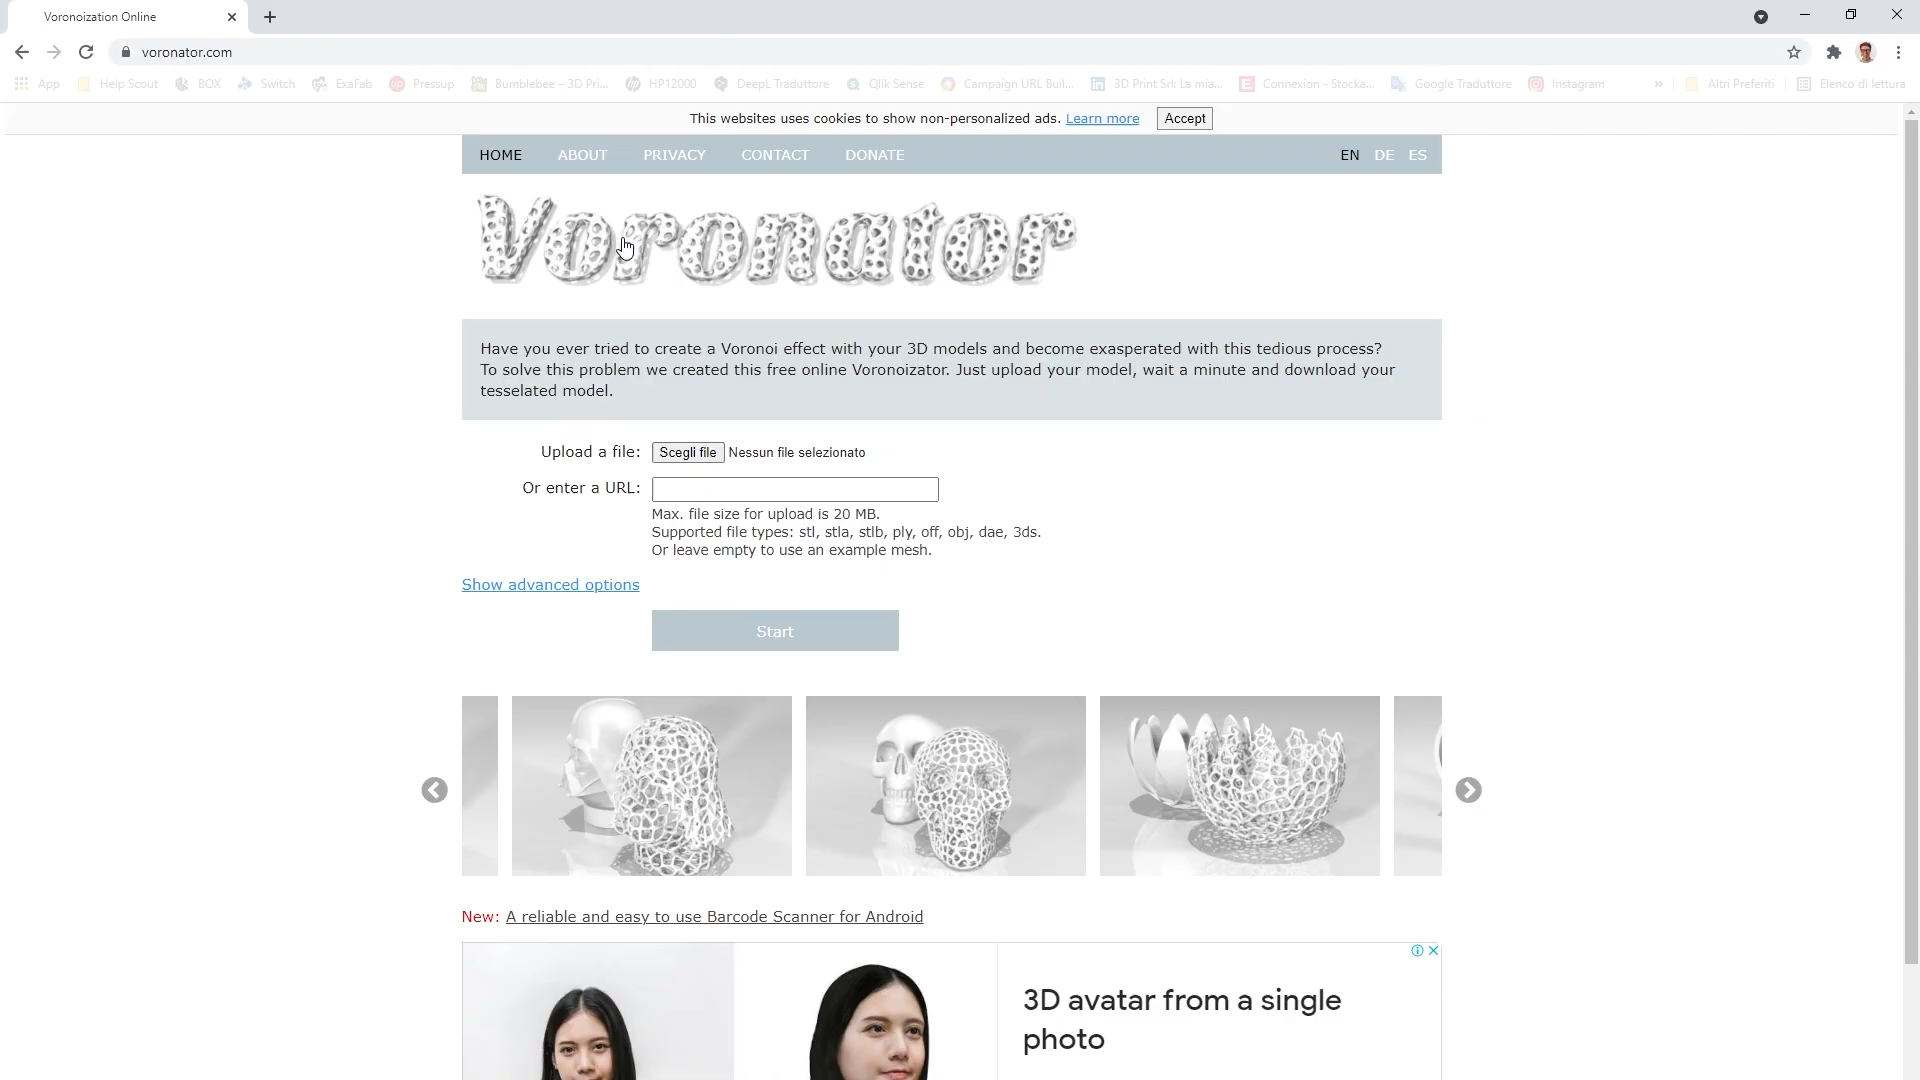 Voronoization Online
voronator.com
App Help Scout BOX Switch ExaFab Pressup Bumblebee – 3D Pri... HP12000 DeepL Traduttore Qlik Sense Campaign URL Buil... 3D Print Srl: La mia... Connexion - Stocka... Google Traduttore Instagram » Altri Preferiti Elenco di lettura
This websites uses cookies to show non-personalized ads. Learn more Accept
HOME ABOUT PRIVACY CONTACT DONATE EN DE ES
Voronator
Have you ever tried to create a Voronoi effect with your 3D models and become exasperated with this tedious process?
To solve this problem we created this free online Voronoizator. Just upload your model, wait a minute and download your
tesselated model.
Upload a file: Scegli file Nessun file selezionato
Or enter a URL:
Max. file size for upload is 20 MB.
Supported file types: stl, stla, stlb, ply, off, obj, dae, 3ds.
Or leave empty to use an example mesh.
Show advanced options
Start
New: A reliable and easy to use Barcode Scanner for Android
3D avatar from a single
photo